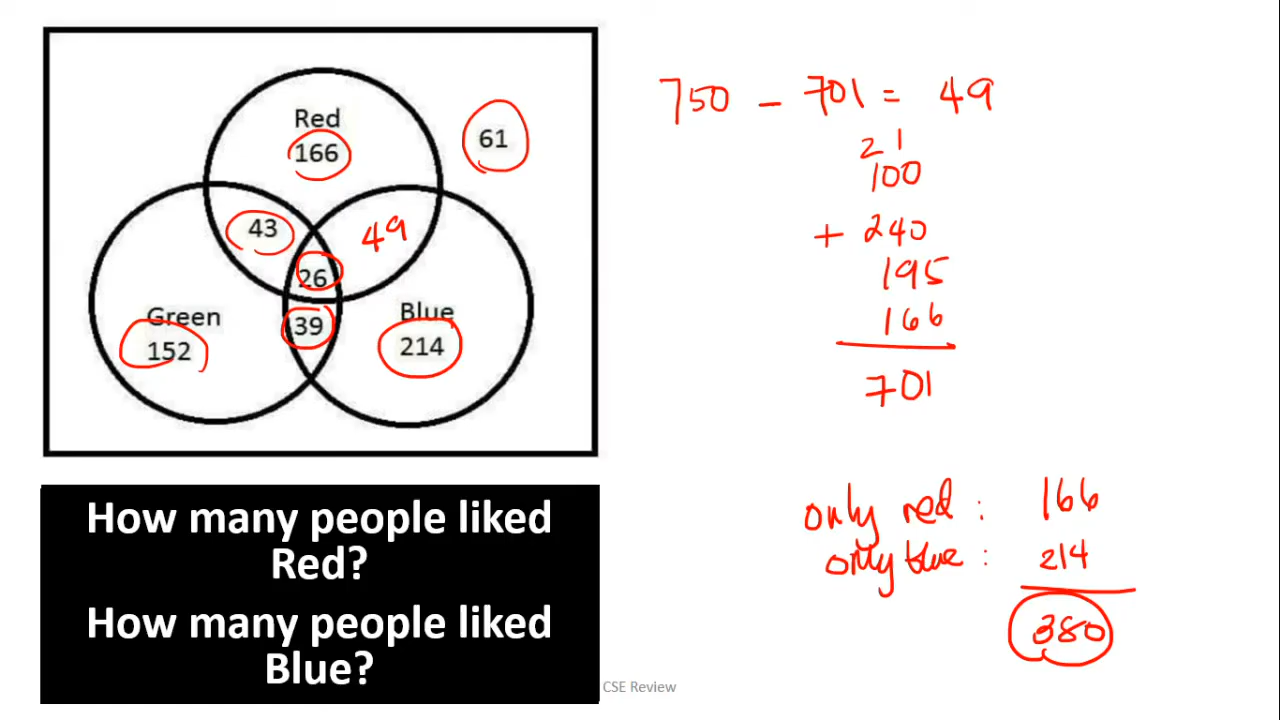 Red
166
61
43
49
26
Green
152
39
Blue
214
How many people liked
Red?
How many people liked
Blue?
750 - 701 = 49
21
100
+ 240
195
166
701
only red : 166
only blue : 214
380
CSE Review